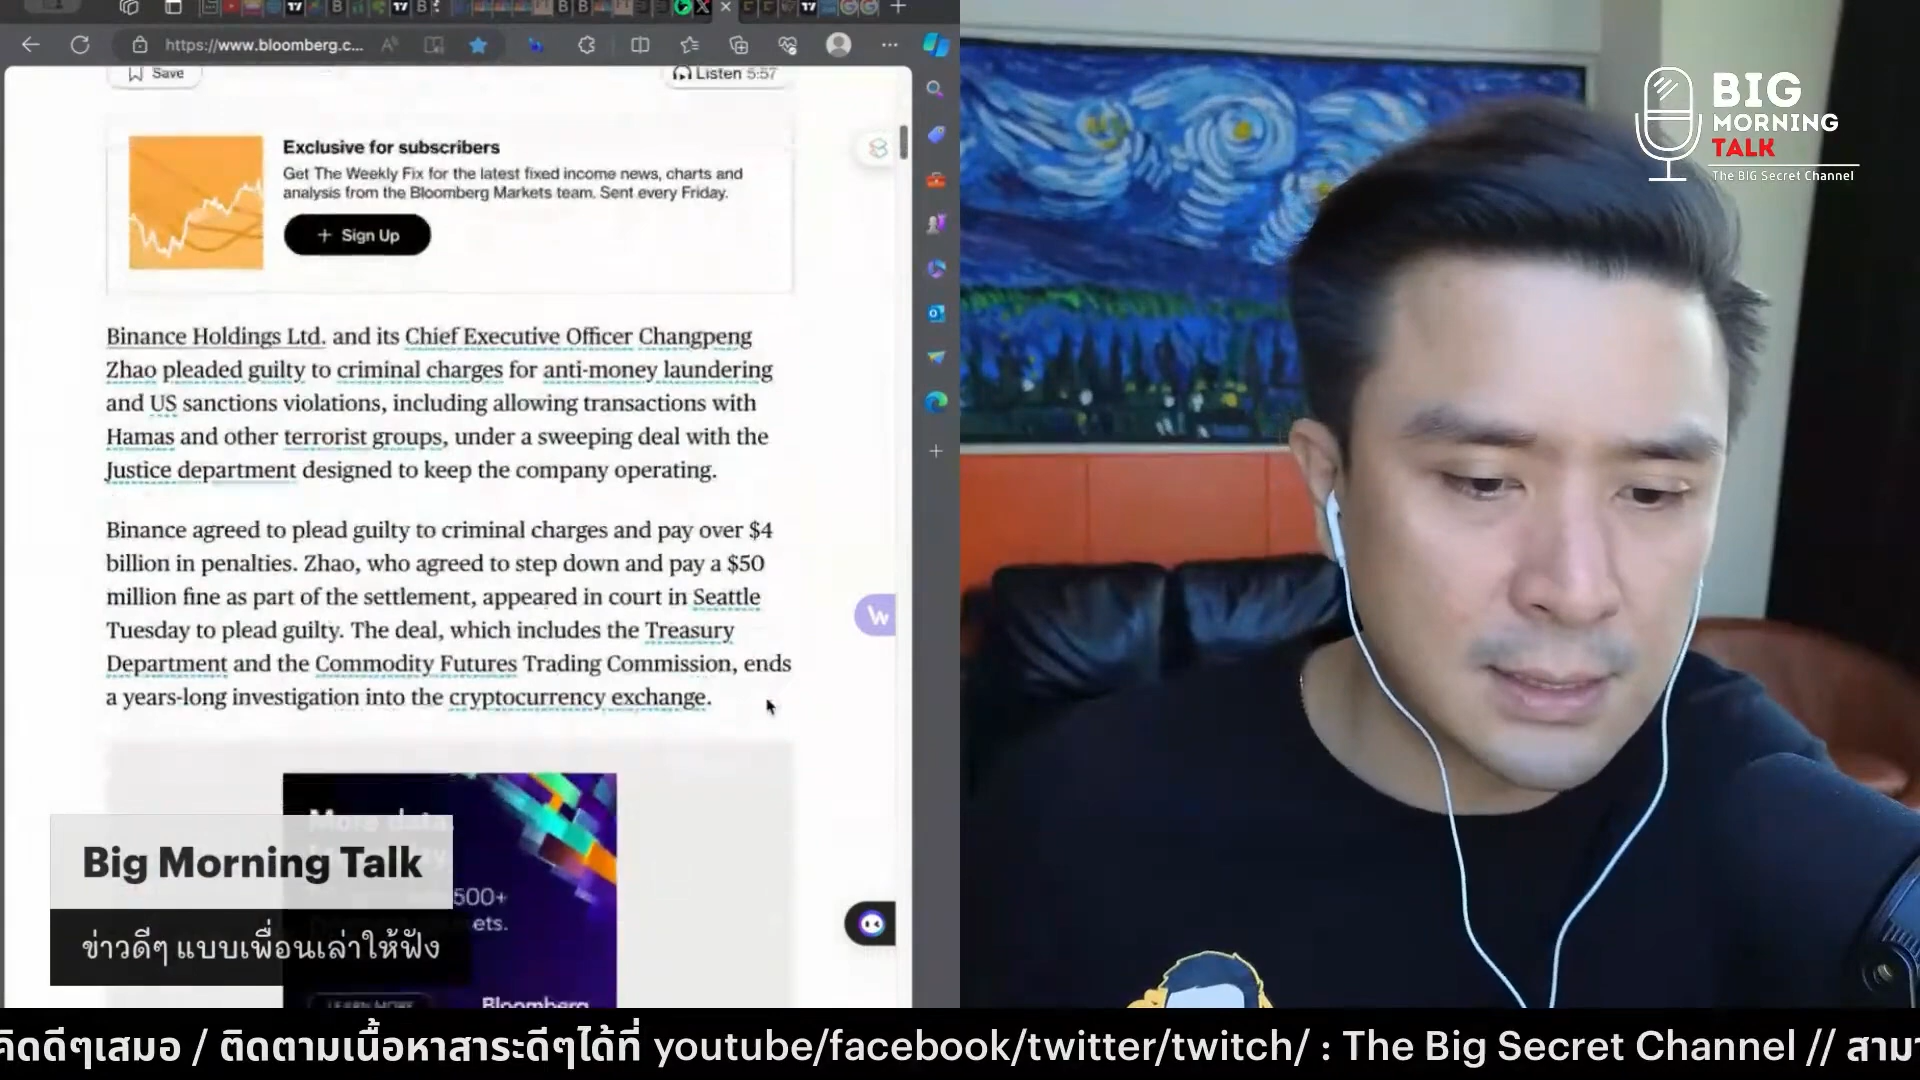 https://www.bloomberg.c...
Save
Listen 5:57
Exclusive for subscribers
Get The Weekly Fix for the latest fixed income news, charts and
analysis from the Bloomberg Markets team. Sent every Friday.
+ Sign Up
Binance Holdings Ltd. and its Chief Executive Officer Changpeng
Zhao pleaded guilty to criminal charges for anti-money laundering
and US sanctions violations, including allowing transactions with
Hamas and other terrorist groups, under a sweeping deal with the
Justice department designed to keep the company operating.
Binance agreed to plead guilty to criminal charges and pay over $4
billion in penalties. Zhao, who agreed to step down and pay a $50
million fine as part of the settlement, appeared in court in Seattle
Tuesday to plead guilty. The deal, which includes the Treasury
Department and the Commodity Futures Trading Commission, ends
a years-long investigation into the cryptocurrency exchange.
More data.
500+
ets.
LEARN MORE
Bloomberg
Big Morning Talk
ข่าวดีๆ แบบเพื่อนเล่าให้ฟัง
BIG
MORNING
TALK
The BIG Secret Channel
คิดดีๆเสมอ / ติดตามเนื้อหาสาระดีๆได้ที่ youtube/facebook/twitter/twitch/ : The Big Secret Channel //